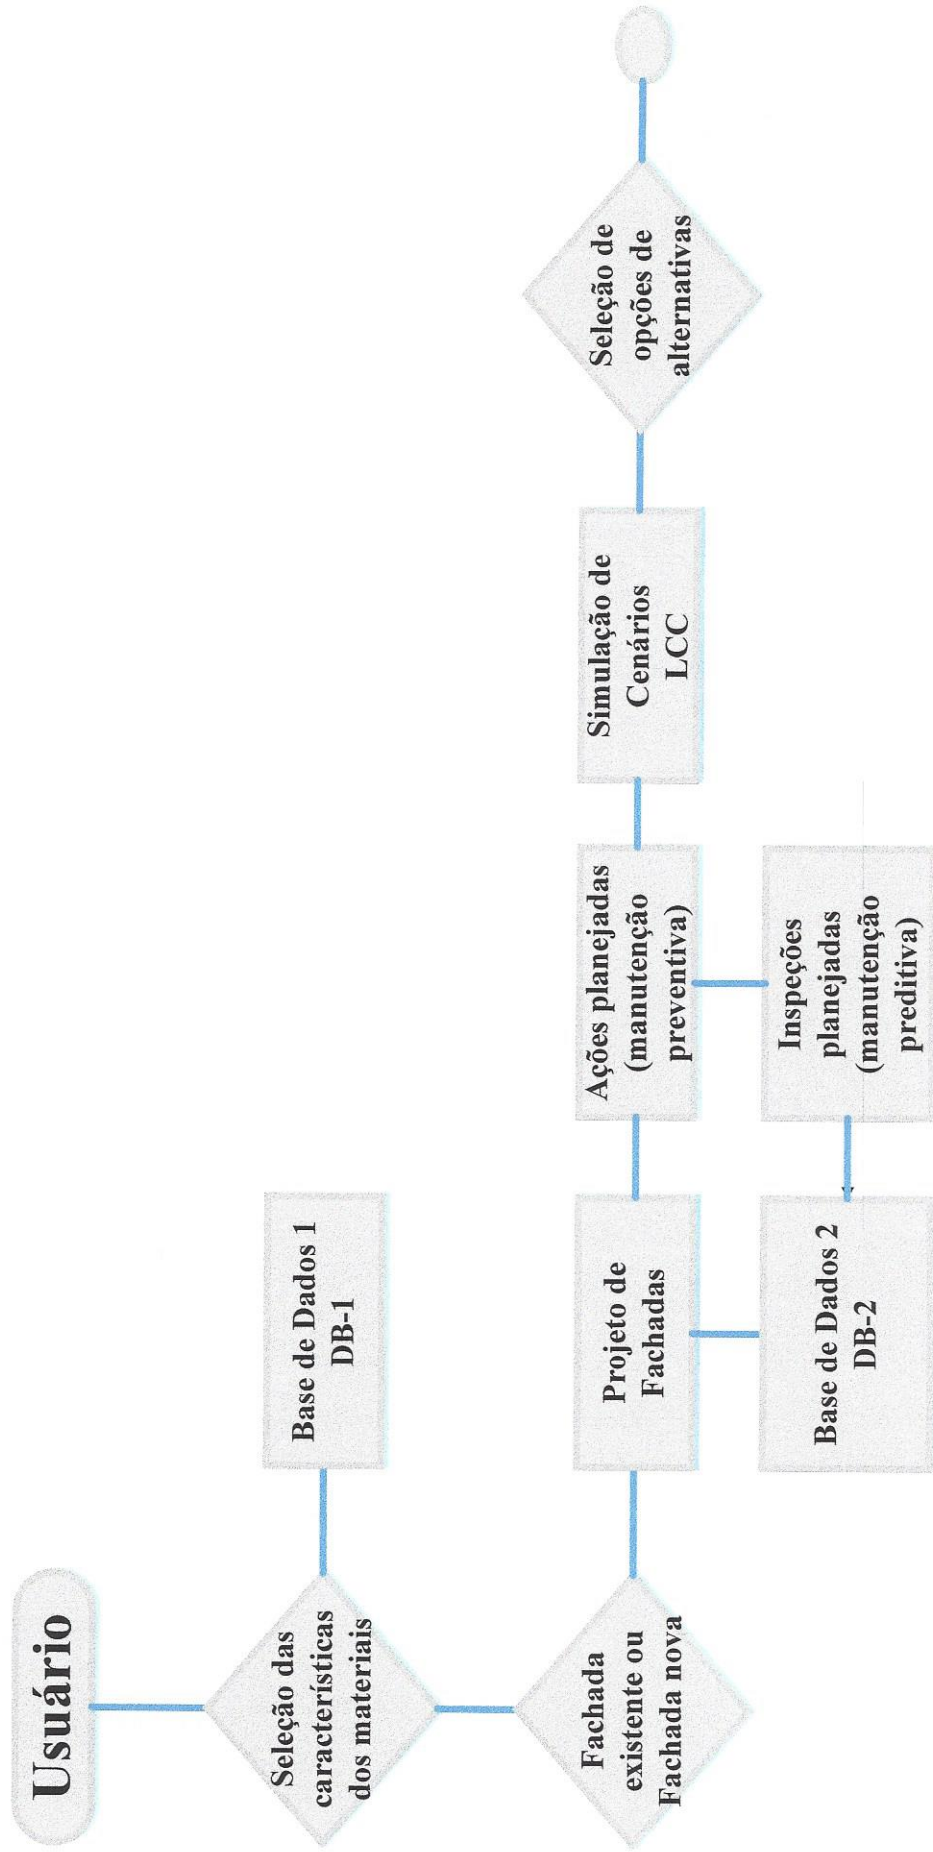 Usuário
Seleção das
características
dos materiais
Base de Dados 1
DB-1
Fachada
existente ou
Fachada nova
Projeto de
Fachadas
Ações planejadas
(manutenção
preventiva)
Simulação de
Cenários
LCC
Seleção de
opções de
alternativas
Base de Dados 2
DB-2
Inspeções
planejadas
(manutenção
preditiva)